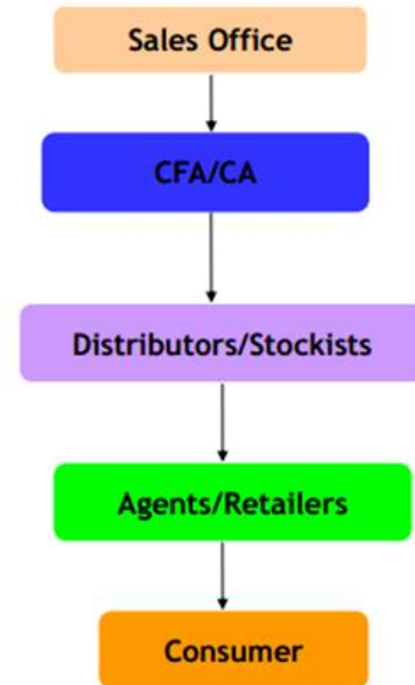 Sales Office
CFA/CA
Distributors/Stockists
Agents/Retailers
Consumer